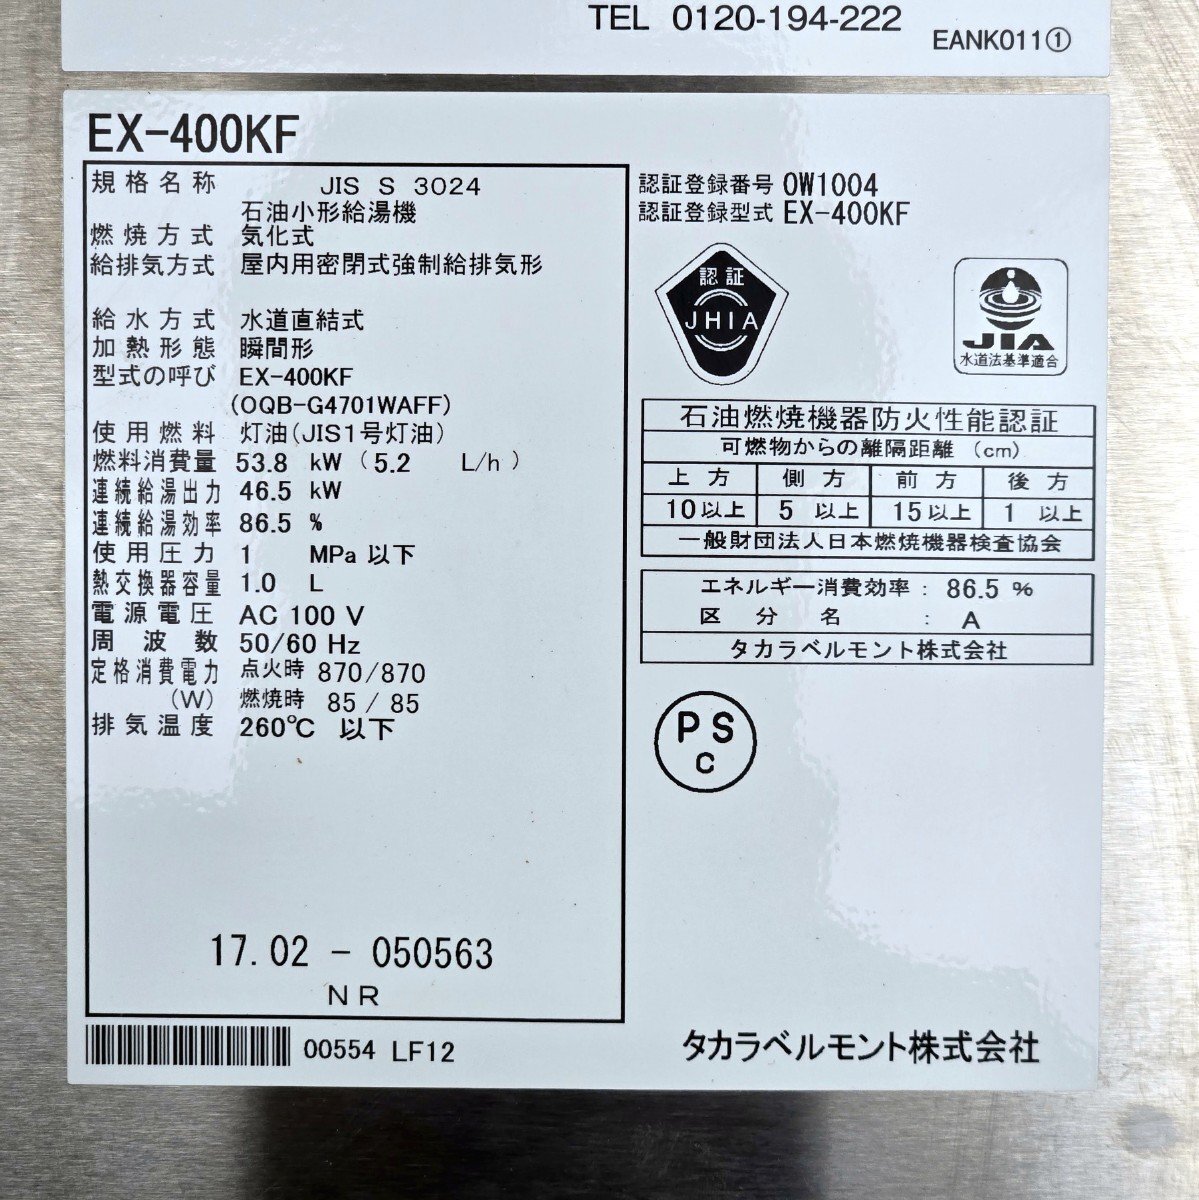 TEL 0120-194-222
EANK011①
EX-400KF
規格名称 JIS S 3024
石油小形給湯機
燃焼方式 気化式
給排気方式 屋内用密閉式強制給排気形
給水方式 水道直結式
加熱形態 瞬間形
型式の呼び EX-400KF
(OQB-G4701WAFF)
使用燃料 灯油(JIS1号灯油)
燃料消費量 53.8 kW (5.2 L/h)
連続給湯出力 46.5 kW
連続給湯効率 86.5 %
使用圧力 1 MPa 以下
熱交換器容量 1.0 L
電源電圧 AC 100 V
周波数 50/60 Hz
定格消費電力 点火時 870/870
(W) 燃焼時 85 / 85
排気温度 260℃ 以下
17.02 - 050563
NR
00554 LF12
認証登録番号 OW1004
認証登録型式 EX-400KF
認証
JHIA
JIA
水道法基準適合
石油燃焼機器防火性能認証
可燃物からの離隔距離 (cm)
上方 側方 前方 後方
10以上 5 以上 15以上 1 以上
一般財団法人日本燃焼機器検査協会
エネルギー消費効率 : 86.5 %
区分名 : A
タカラベルモント株式会社
PS
C
タカラベルモント株式会社